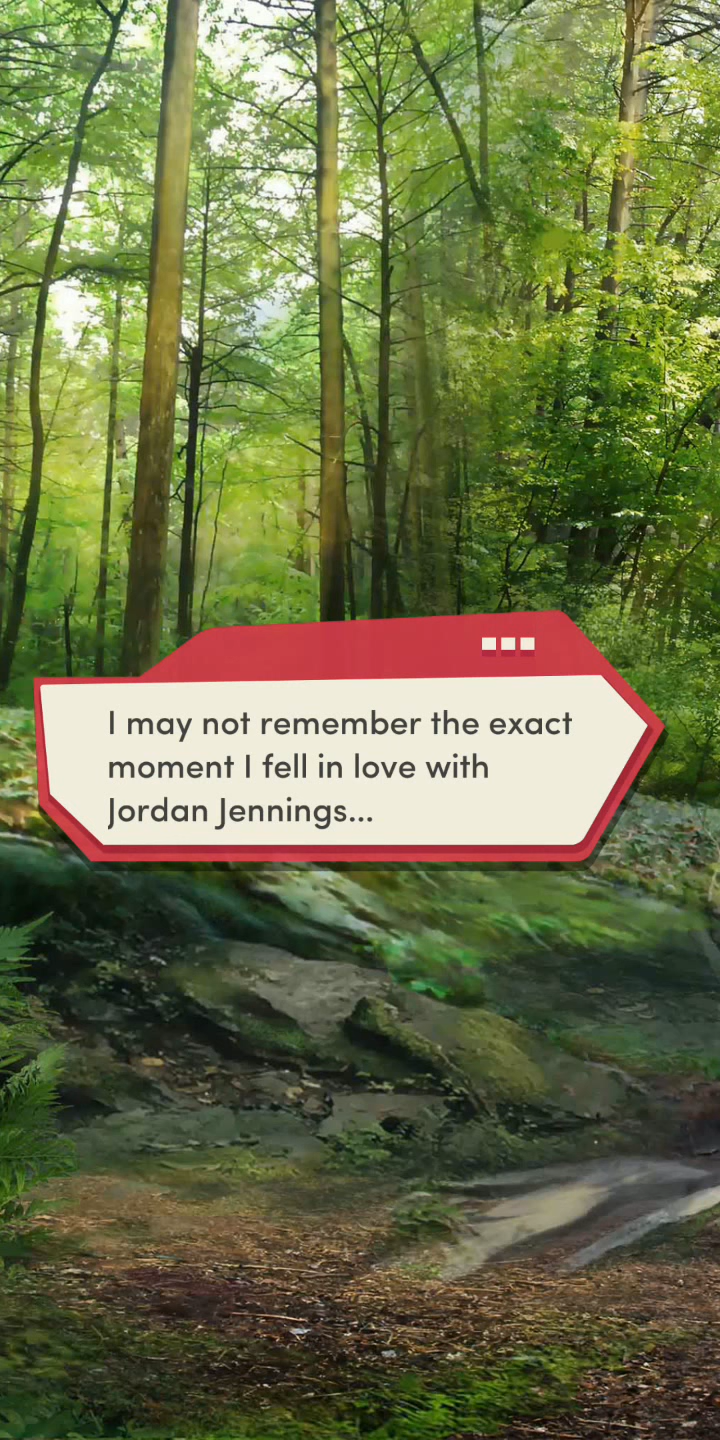 I may not remember the exact
moment I fell in love with
Jordan Jennings...